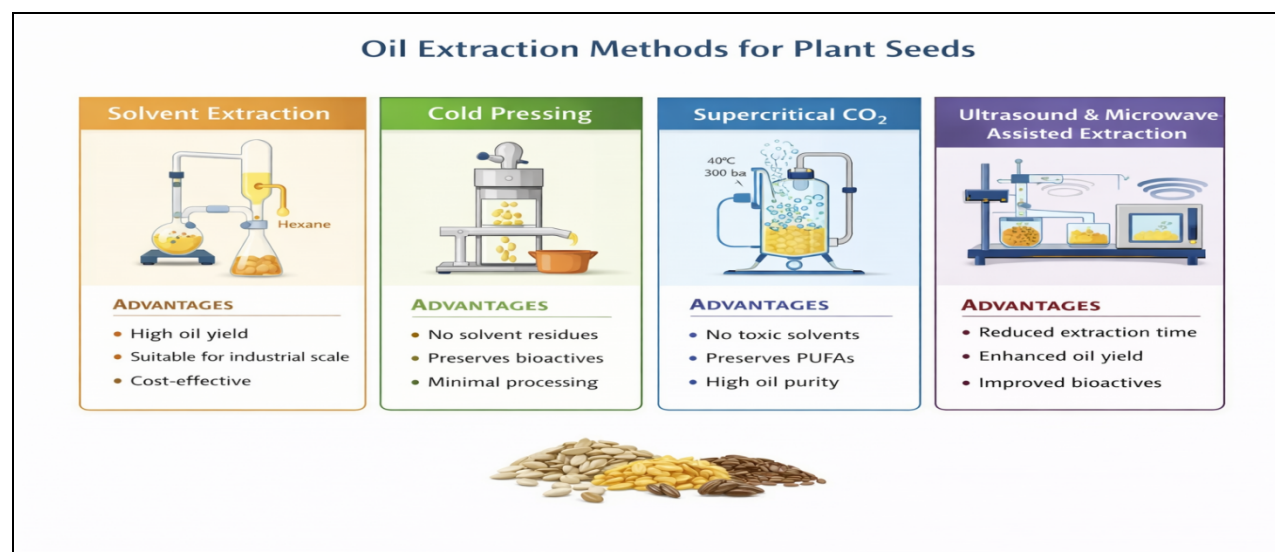 Oil Extraction Methods for Plant Seeds
Solvent Extraction
Hexane
ADVANTAGES
• High oil yield
• Suitable for industrial scale
• Cost-effective
Cold Pressing
ADVANTAGES
• No solvent residues
• Preserves bioactives
• Minimal processing
Supercritical CO₂
40°C
300 ba
ADVANTAGES
• No toxic solvents
• Preserves PUFAs
• High oil purity
Ultrasound & Microwave
Assisted Extraction
ADVANTAGES
• Reduced extraction time
• Enhanced oil yield
• Improved bioactives